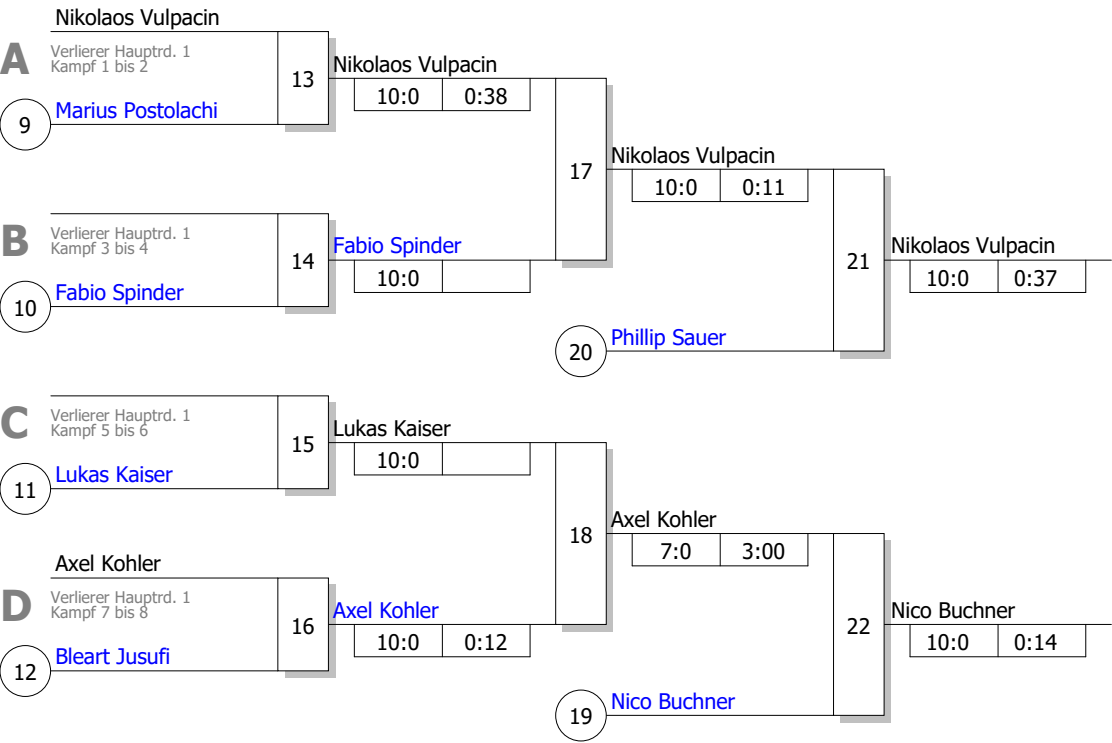 Nikolaos Vulpacin
A
Verlierer Hauptrd. 1
Kampf 1 bis 2
13
Nikolaos Vulpacin
10:0 0:38
9
Marius Postolachi
17
Nikolaos Vulpacin
10:0 0:11
B
Verlierer Hauptrd. 1
Kampf 3 bis 4
14
Fabio Spinder
10:0
10
Fabio Spinder
21
Nikolaos Vulpacin
10:0 0:37
20
Phillip Sauer
C
Verlierer Hauptrd. 1
Kampf 5 bis 6
15
Lukas Kaiser
10:0
11
Lukas Kaiser
18
Axel Kohler
7:0 3:00
Axel Kohler
D
Verlierer Hauptrd. 1
Kampf 7 bis 8
16
Axel Kohler
10:0 0:12
12
Bleart Jusufi
22
Nico Buchner
10:0 0:14
19
Nico Buchner